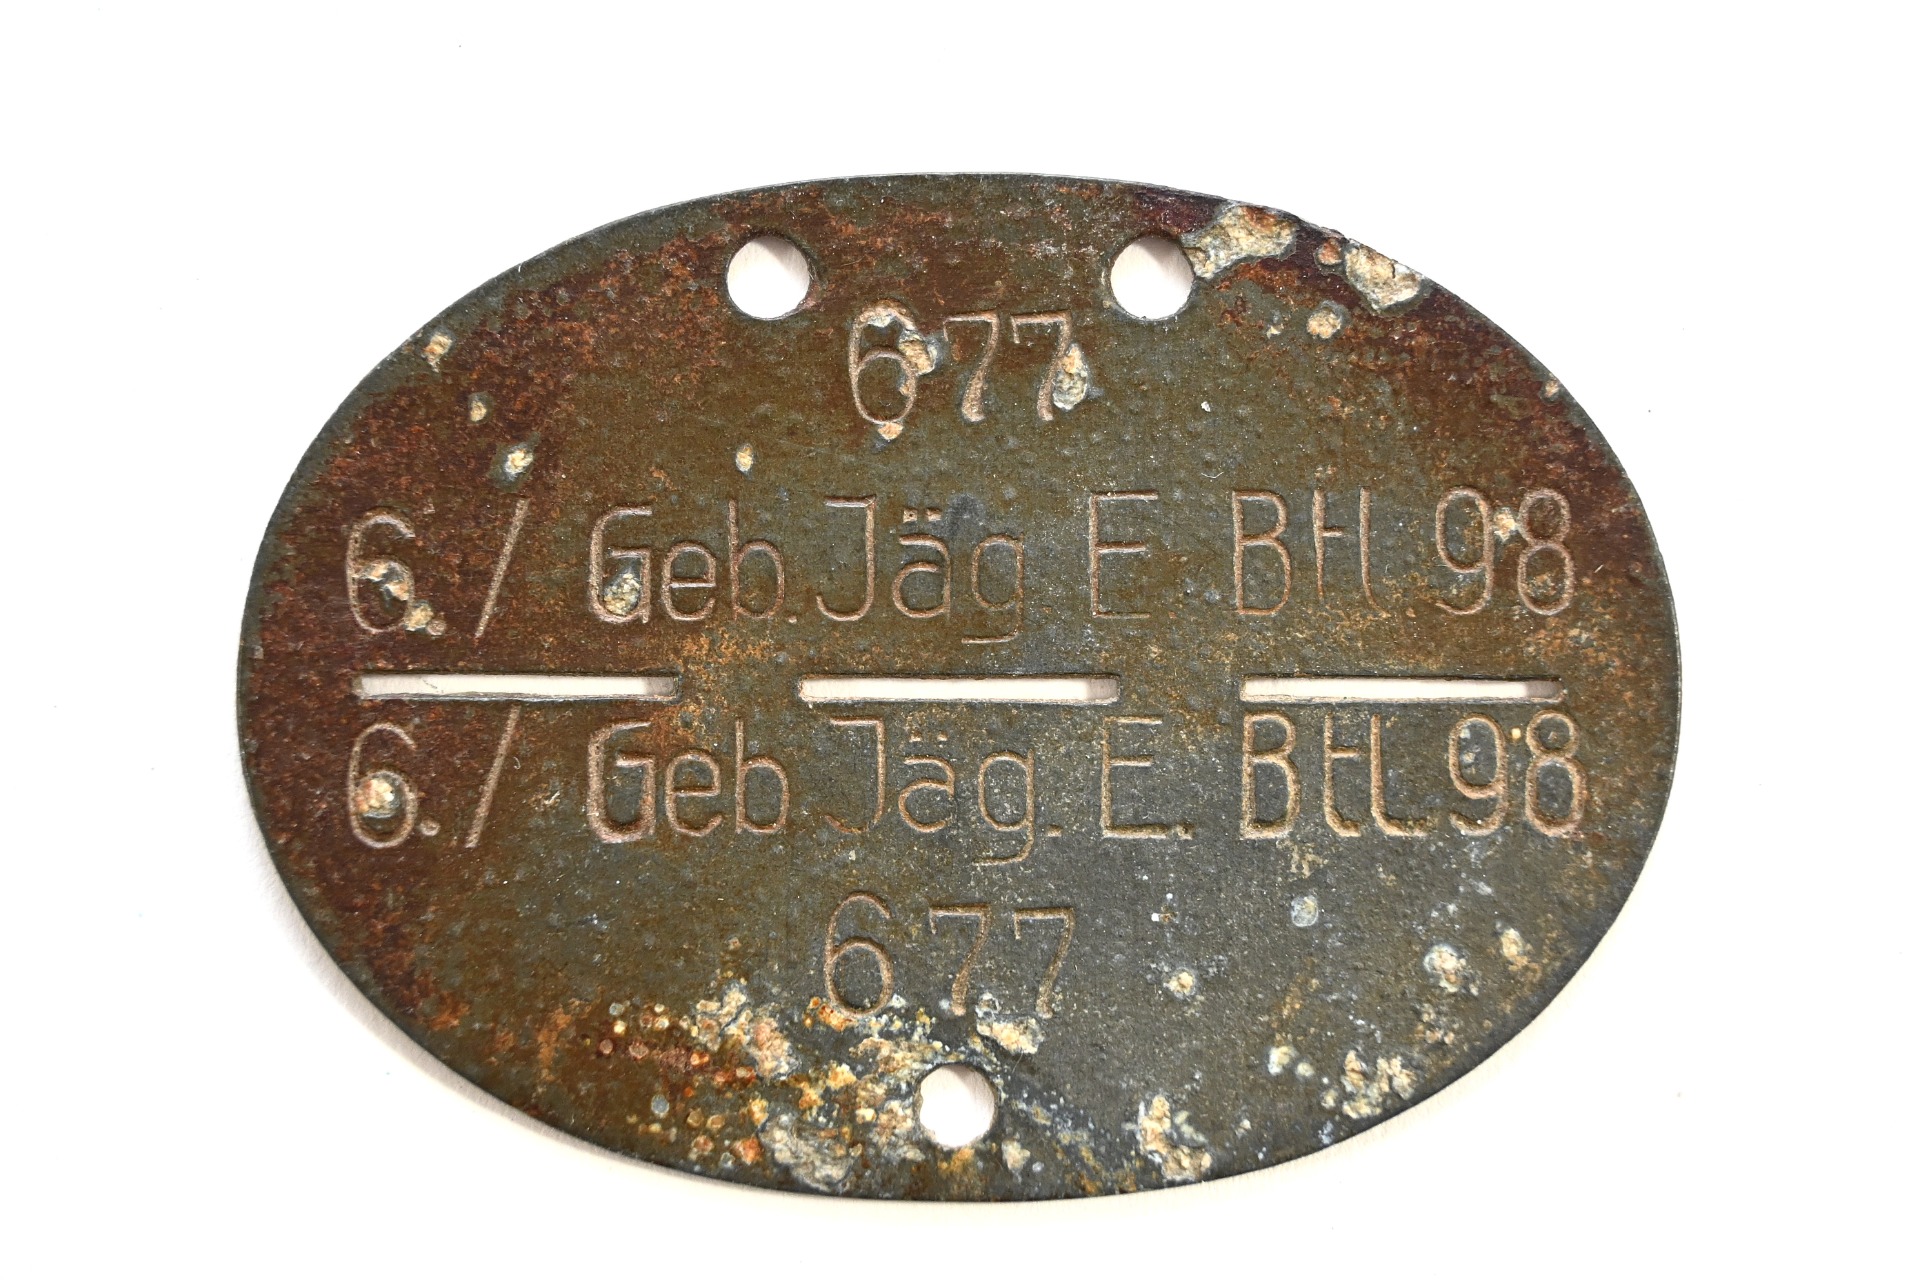 677
6./ Geb. Jäg E Btl. 98
6./ Geb Jäg. E. Btl. 98
677